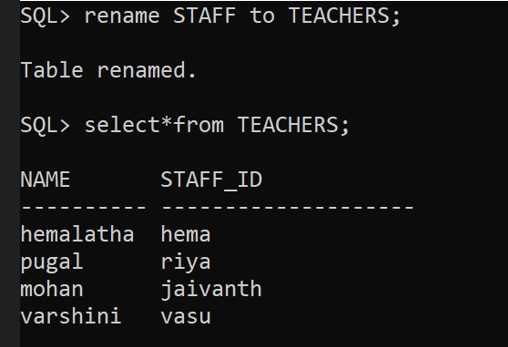 SQL> rename STAFF to TEACHERS;
Table renamed.
SQL> select*from TEACHERS;
NAME       STAFF_ID
---------- --------------------
hemalatha  hema
pugal      riya
mohan      jaivanth
varshini   vasu